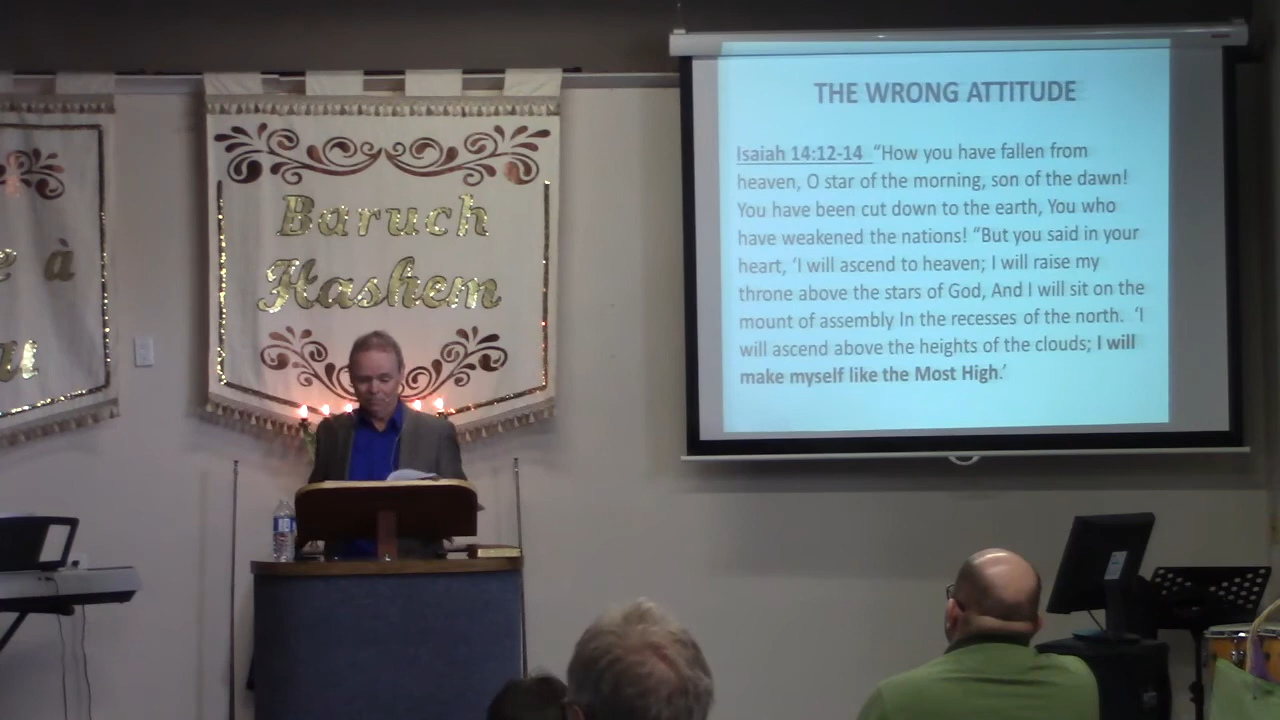 à
Baruch
Hashem
THE WRONG ATTITUDE
Isaiah 14:12-14 “How you have fallen from
heaven, O star of the morning, son of the dawn!
You have been cut down to the earth, You who
have weakened the nations! “But you said in your
heart, ‘I will ascend to heaven; I will raise my
throne above the stars of God, And I will sit on the
mount of assembly In the recesses of the north. ‘I
will ascend above the heights of the clouds; I will
make myself like the Most High.’